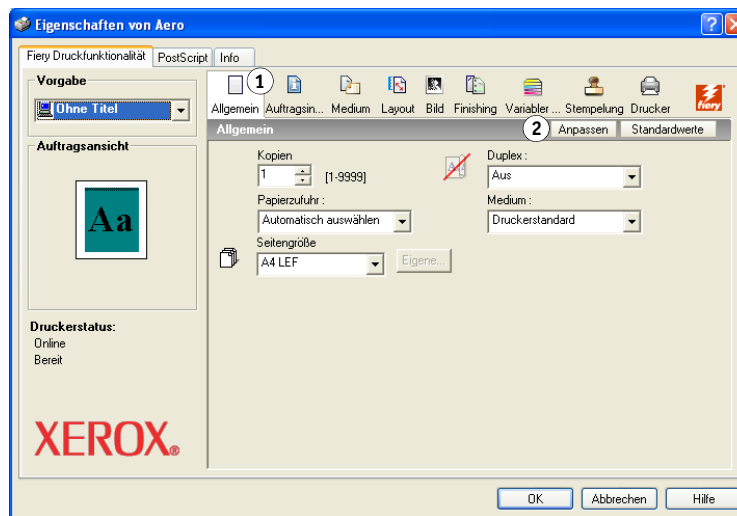 Eigenschaften von Aero
Fiery Druckfunktionalität PostScript Info
Vorgabe
Ohne Titel
Auftragsansicht
Aa
Druckerstatus:
Online
Bereit
XEROX®
1
Allgemein Auftragsin... Medium Layout Bild Finishing Variabler ... Stempelung Drucker
fiery
Allgemein 2 Anpassen Standardwerte
Kopien
1 [1-9999]
Papierzufuhr :
Automatisch auswählen
Seitengröße
A4 LEF Eigene...
Duplex :
Aus
Medium :
Druckerstandard
OK Abbrechen Hilfe